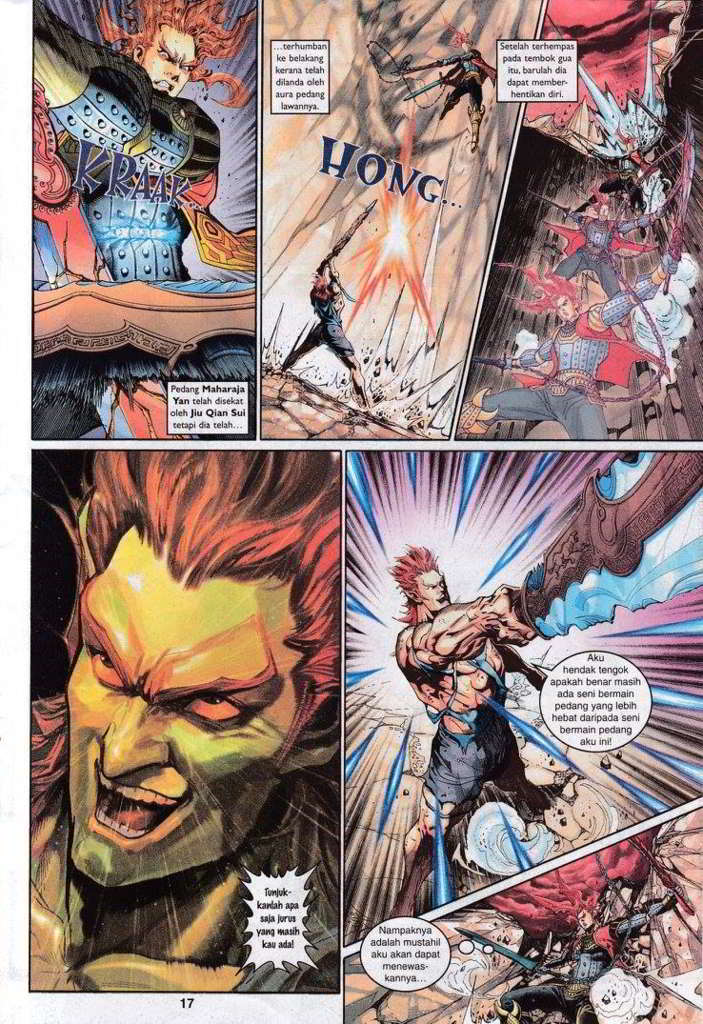 KRAAK...
Pedang Maharaja
Yan telah disekat
oleh Jiu Qian Sui
tetapi dia telah...
...terhumban
ke belakang
kerana telah
dilanda oleh
aura pedang
lawannya.
HONG...
Setelah terhempas
pada tembok gua
itu, barulah dia
dapat member-
hentikan diri.
Tunjuk-
kanlah apa
saja jurus
yang masih
kau ada!
Aku
hendak tengok
apakah benar masih
ada seni bermain
pedang yang lebih
hebat daripada seni
bermain pedang
aku ini!
Nampaknya
adalah mustahil
aku akan dapat
menewas-
kannya...
17